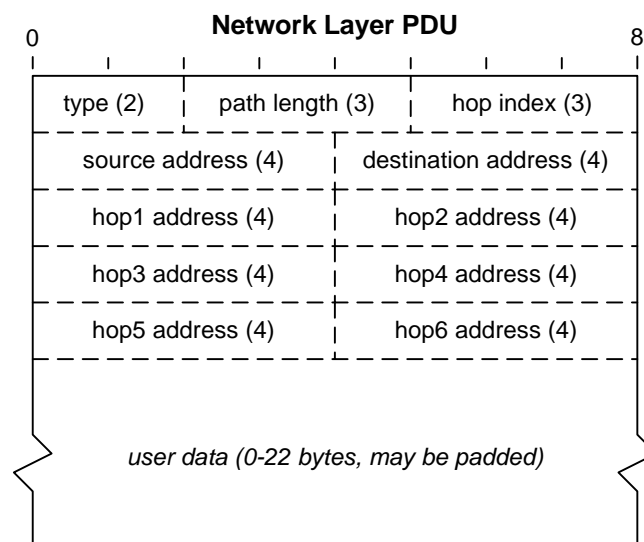 Network Layer PDU
0 8
type (2) path length (3) hop index (3)
source address (4) destination address (4)
hop1 address (4) hop2 address (4)
hop3 address (4) hop4 address (4)
hop5 address (4) hop6 address (4)
user data (0-22 bytes, may be padded)